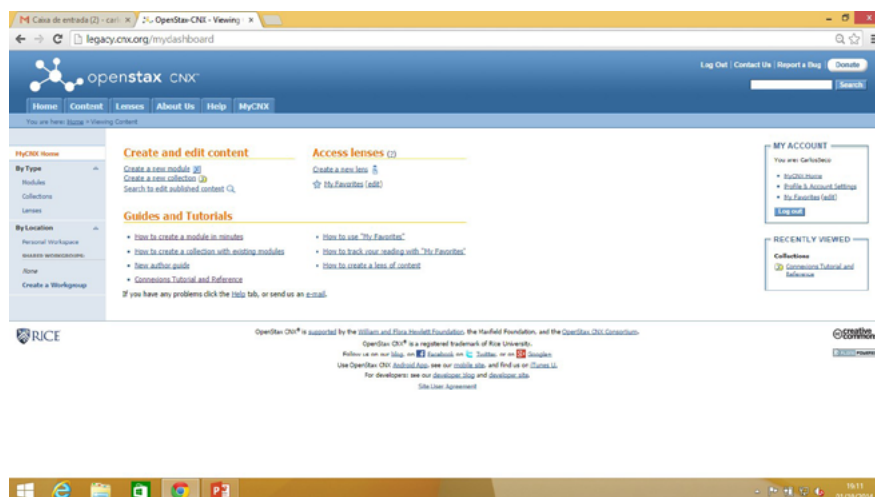 Caixa de entrada (2) - carl
OpenStax-CNX - Viewing
legacy.cnx.org/mydashboard
openstax CNX
Log Out | Contact Us | Report a Bug | Donate
Search
Home Content Lenses About Us Help MyCNX
You are here: Home > Viewing Content
MyCNX Home
By Type
Modules
Collections
Lenses
By Location
Personal Workspace
SHARED WORKGROUPS:
None
Create a Workgroup
Create and edit content
Create a new module
Create a new collection
Search to edit published content
Access lenses (?)
Create a new lens
My Favorites (edit)
Guides and Tutorials
• How to create a module in minutes
• How to create a collection with existing modules
• New author guide
• Connexions Tutorial and Reference
• How to use "My Favorites"
• How to track your reading with "My Favorites"
• How to create a lens of content
If you have any problems click the Help tab, or send us an e-mail.
MY ACCOUNT
You are: CarlosSeco
• MyCNX Home
• Profile & Account Settings
• My Favorites (edit)
Log out
RECENTLY VIEWED
Collections
Connexions Tutorial and
Reference
RICE
OpenStax CNX® is supported by the William and Flora Hewlett Foundation, the Maxfield Foundation, and the OpenStax CNX Consortium.
OpenStax CNX® is a registered trademark of Rice University.
Follow us on our blog, on Facebook, on Twitter, or on Google+
Use OpenStax CNX Android App, see our mobile site, and find us on iTunes U.
For developers: see our developer blog and developer site.
Site User Agreement
creative
commons
16:11